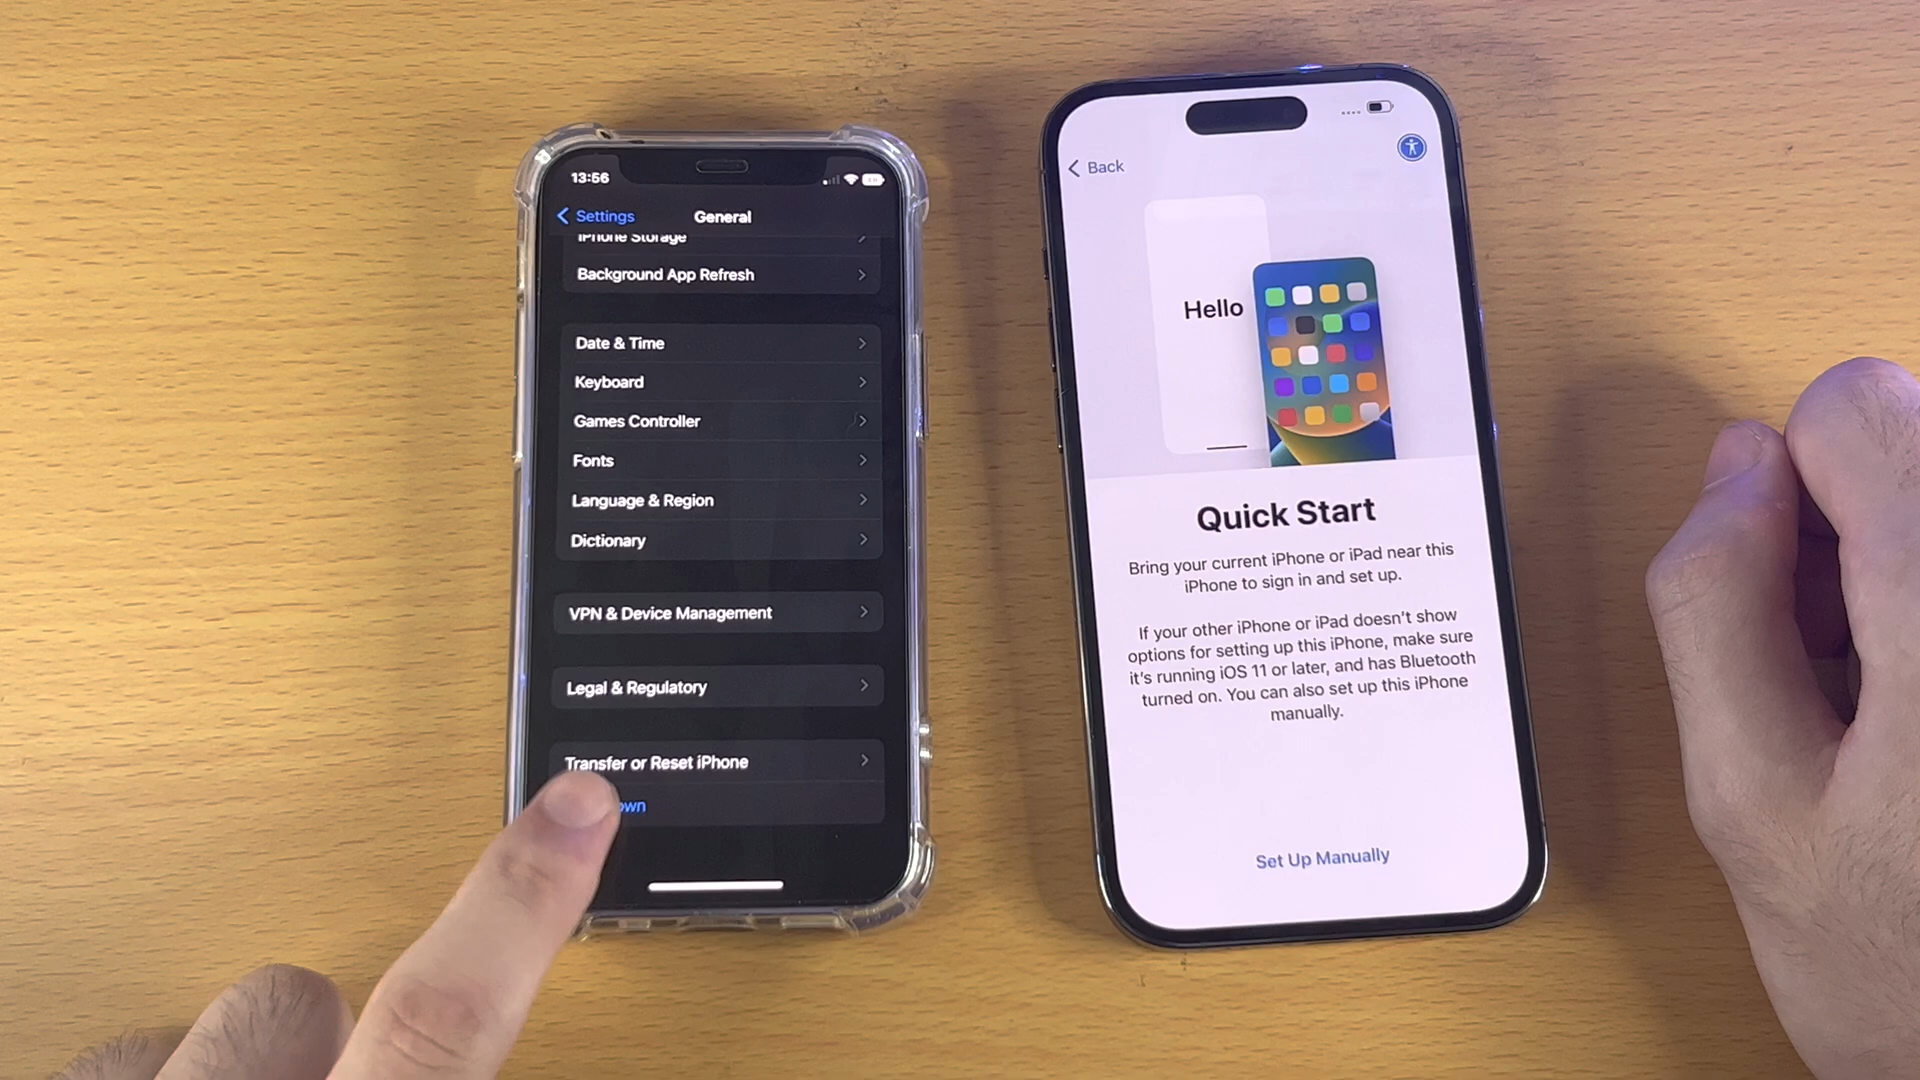 13:56
Settings
General
iPhone Storage
Background App Refresh
Date & Time
Keyboard
Games Controller
Fonts
Language & Region
Dictionary
VPN & Device Management
Legal & Regulatory
Transfer or Reset iPhone
own
Back
Hello
Quick Start
Bring your current iPhone or iPad near this
iPhone to sign in and set up.
If your other iPhone or iPad doesn't show
options for setting up this iPhone, make sure
it's running iOS 11 or later, and has Bluetooth
turned on. You can also set up this iPhone
manually.
Set Up Manually